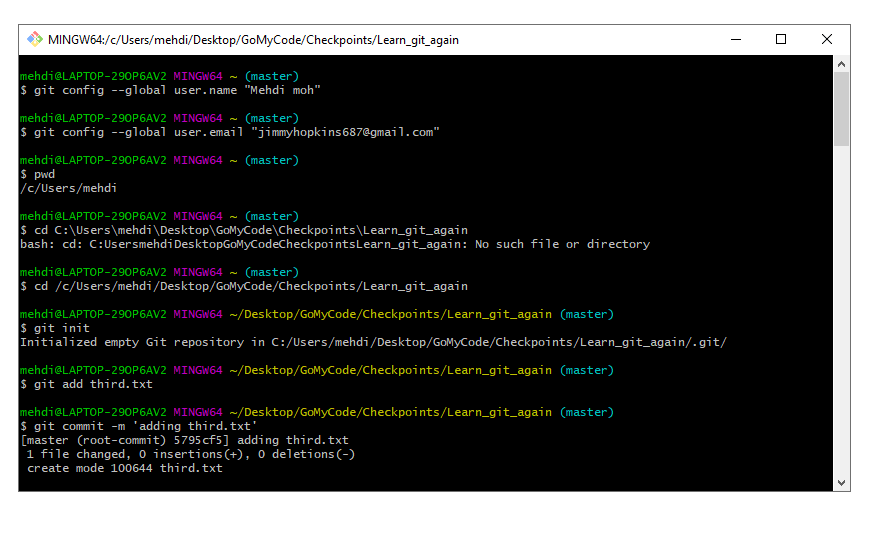 MINGW64:/c/Users/mehdi/Desktop/GoMyCode/Checkpoints/Learn_git_again
mehdi@LAPTOP-29OP6AV2 MINGW64 ~ (master)
$ git config --global user.name "Mehdi moh"
mehdi@LAPTOP-29OP6AV2 MINGW64 ~ (master)
$ git config --global user.email "jimmyhopkins687@gmail.com"
mehdi@LAPTOP-29OP6AV2 MINGW64 ~ (master)
$ pwd
/c/Users/mehdi
mehdi@LAPTOP-29OP6AV2 MINGW64 ~ (master)
$ cd C:\Users\mehdi\Desktop\GoMyCode\Checkpoints\Learn_git_again
bash: cd: C:UsersmehdiDesktopGoMyCodeCheckpointsLearn_git_again: No such file or directory
mehdi@LAPTOP-29OP6AV2 MINGW64 ~ (master)
$ cd /c/Users/mehdi/Desktop/GoMyCode/Checkpoints/Learn_git_again
mehdi@LAPTOP-29OP6AV2 MINGW64 ~/Desktop/GoMyCode/Checkpoints/Learn_git_again (master)
$ git init
Initialized empty Git repository in C:/Users/mehdi/Desktop/GoMyCode/Checkpoints/Learn_git_again/.git/
mehdi@LAPTOP-29OP6AV2 MINGW64 ~/Desktop/GoMyCode/Checkpoints/Learn_git_again (master)
$ git add third.txt
mehdi@LAPTOP-29OP6AV2 MINGW64 ~/Desktop/GoMyCode/Checkpoints/Learn_git_again (master)
$ git commit -m 'adding third.txt'
[master (root-commit) 5795cf5] adding third.txt
 1 file changed, 0 insertions(+), 0 deletions(-)
 create mode 100644 third.txt